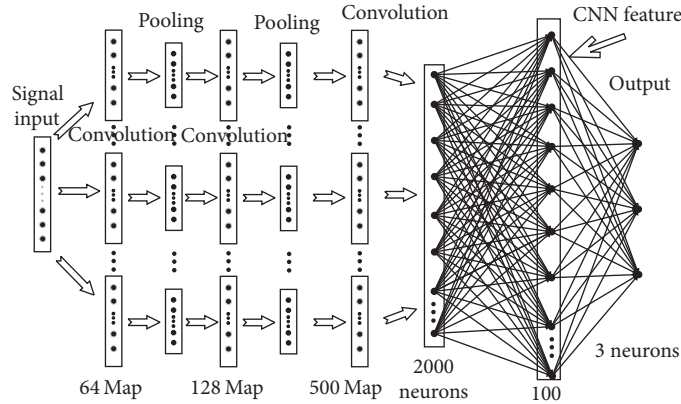 Convolution
CNN feature
Pooling
Pooling
Output
Signal
input
Convolution
Convolution
3 neurons
64 Map
128 Map
500 Map
2000
neurons
100